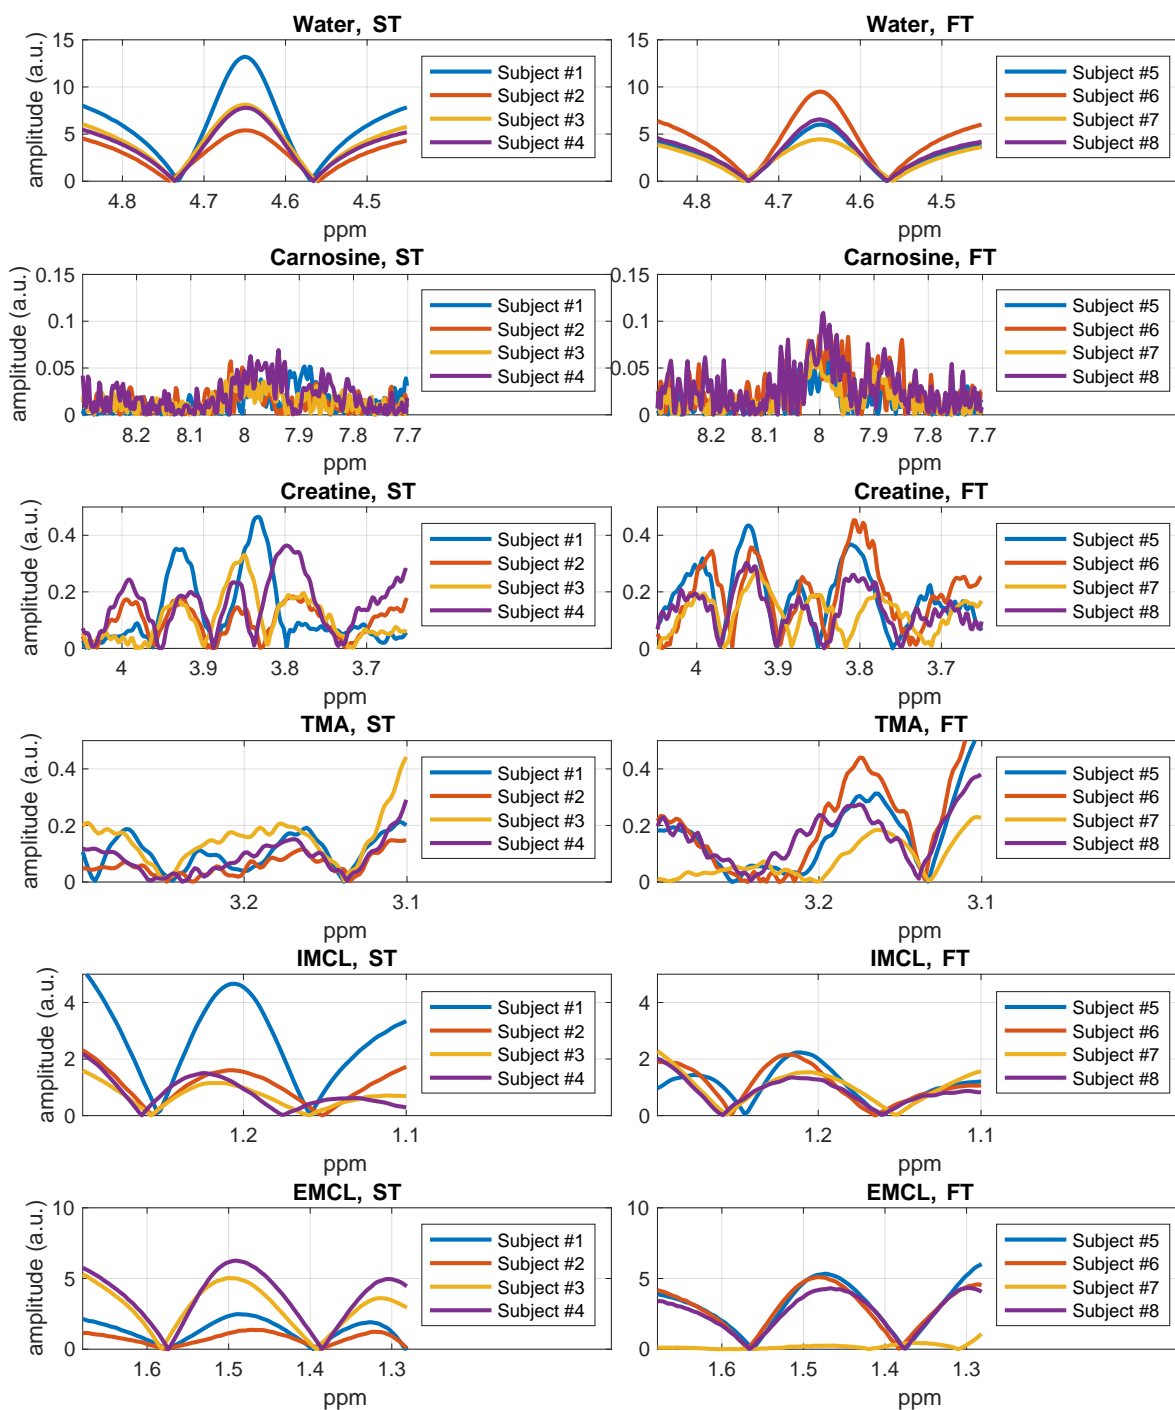 Water, ST
amplitude (a.u.)
15
10
5
0
4.8 4.7 4.6 4.5
ppm
Subject #1
Subject #2
Subject #3
Subject #4
Water, FT
15
10
5
0
4.8 4.7 4.6 4.5
ppm
Subject #5
Subject #6
Subject #7
Subject #8
Carnosine, ST
amplitude (a.u.)
0.15
0.1
0.05
0
8.2 8.1 8 7.9 7.8 7.7
ppm
Subject #1
Subject #2
Subject #3
Subject #4
Carnosine, FT
0.15
0.1
0.05
0
8.2 8.1 8 7.9 7.8 7.7
ppm
Subject #5
Subject #6
Subject #7
Subject #8
Creatine, ST
amplitude (a.u.)
0.4
0.2
0
4 3.9 3.8 3.7
ppm
Subject #1
Subject #2
Subject #3
Subject #4
Creatine, FT
0.4
0.2
0
4 3.9 3.8 3.7
ppm
Subject #5
Subject #6
Subject #7
Subject #8
TMA, ST
amplitude (a.u.)
0.4
0.2
0
3.2 3.1
ppm
Subject #1
Subject #2
Subject #3
Subject #4
TMA, FT
0.4
0.2
0
3.2 3.1
ppm
Subject #5
Subject #6
Subject #7
Subject #8
IMCL, ST
amplitude (a.u.)
4
2
0
1.2 1.1
ppm
Subject #1
Subject #2
Subject #3
Subject #4
IMCL, FT
4
2
0
1.2 1.1
ppm
Subject #5
Subject #6
Subject #7
Subject #8
EMCL, ST
amplitude (a.u.)
10
5
0
1.6 1.5 1.4 1.3
ppm
Subject #1
Subject #2
Subject #3
Subject #4
EMCL, FT
10
5
0
1.6 1.5 1.4 1.3
ppm
Subject #5
Subject #6
Subject #7
Subject #8